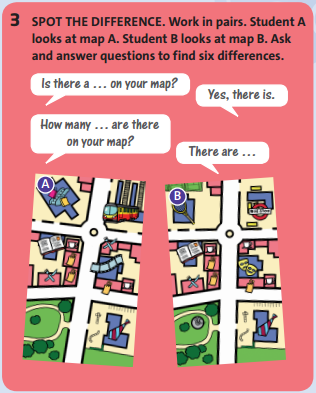 3 SPOT THE DIFFERENCE. Work in pairs. Student A
looks at map A. Student B looks at map B. Ask
and answer questions to find six differences.
Is there a ... on your map?
Yes, there is.
How many ... are there
on your map?
There are ...
A
B